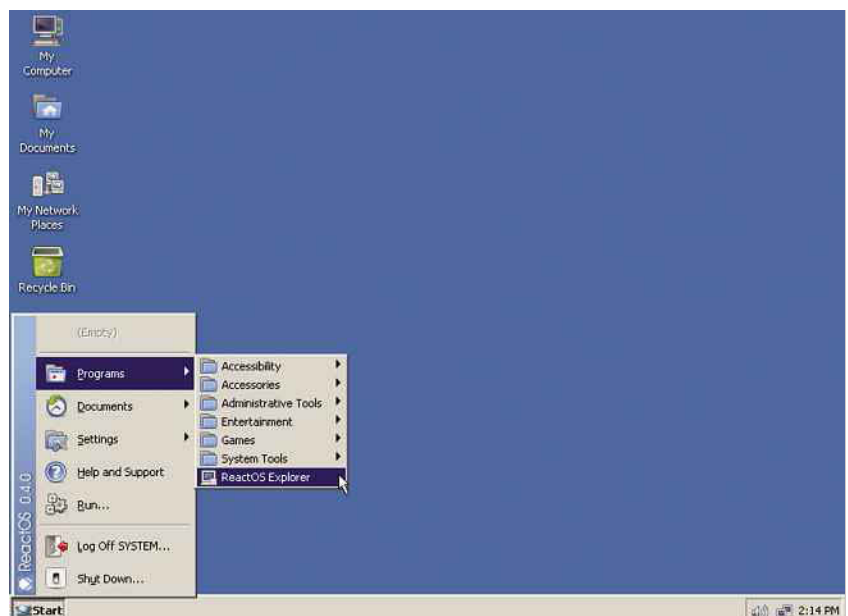 My
Computer
My
Documents
My Network
Places
Recycle Bin
(Empty)
Programs
Documents
Settings
Help and Support
Run...
Log Off SYSTEM...
Shut Down...
ReactOS 0.4.0
Accessibility
Accessories
Administrative Tools
Entertainment
Games
System Tools
ReactOS Explorer
Start
2:14 PM